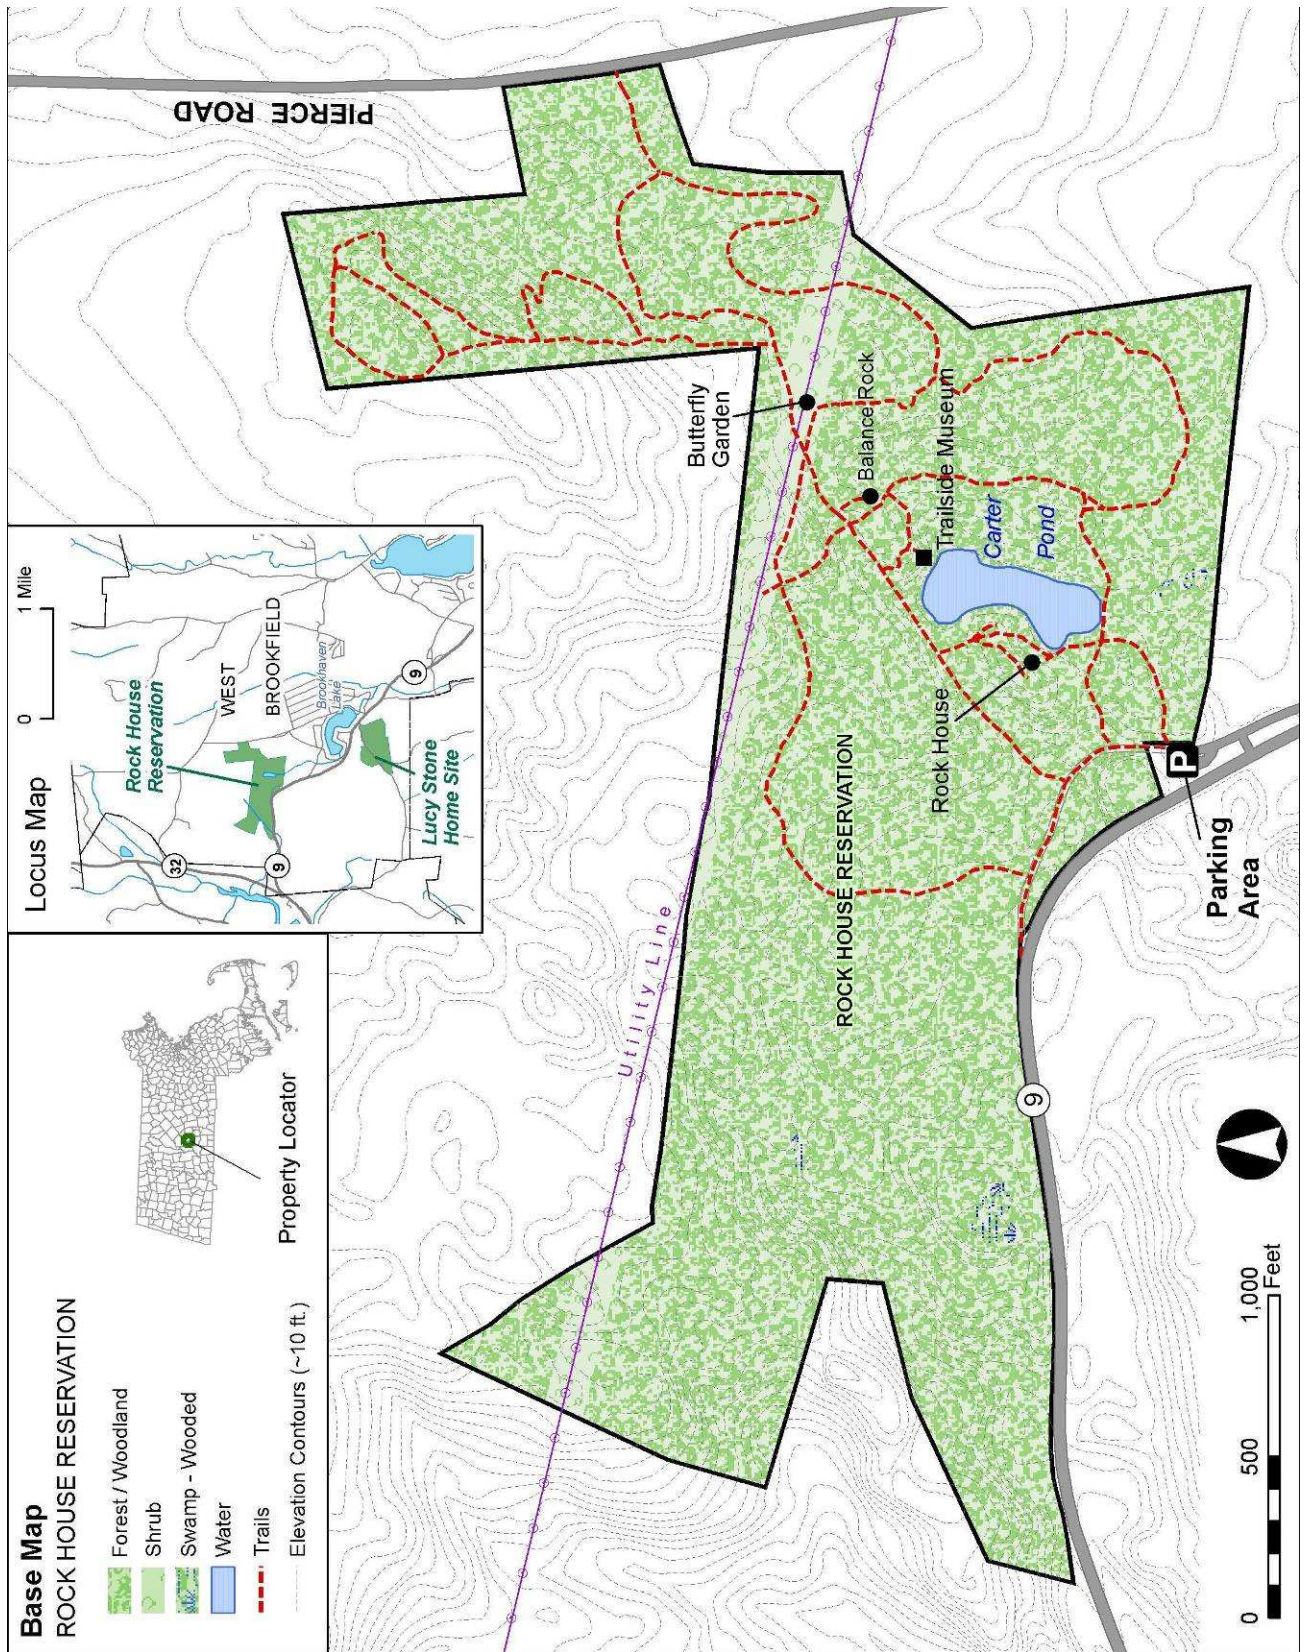 Base Map
ROCK HOUSE RESERVATION
Forest / Woodland
Shrub
Swamp - Wooded
Water
Trails
Elevation Contours (~10 ft.)
Property Locator
Locus Map
0
1 Mile
Rock House
Reservation
WEST
BROOKFIELD
Brookhaven
Lake
Lucy Stone
Home Site
32
9
9
PIERCE ROAD
Utility Line
Butterfly
Garden
Balance Rock
Trailside Museum
Carter
Pond
Rock House
ROCK HOUSE RESERVATION
P
Parking
Area
9
0
500
1,000
Feet